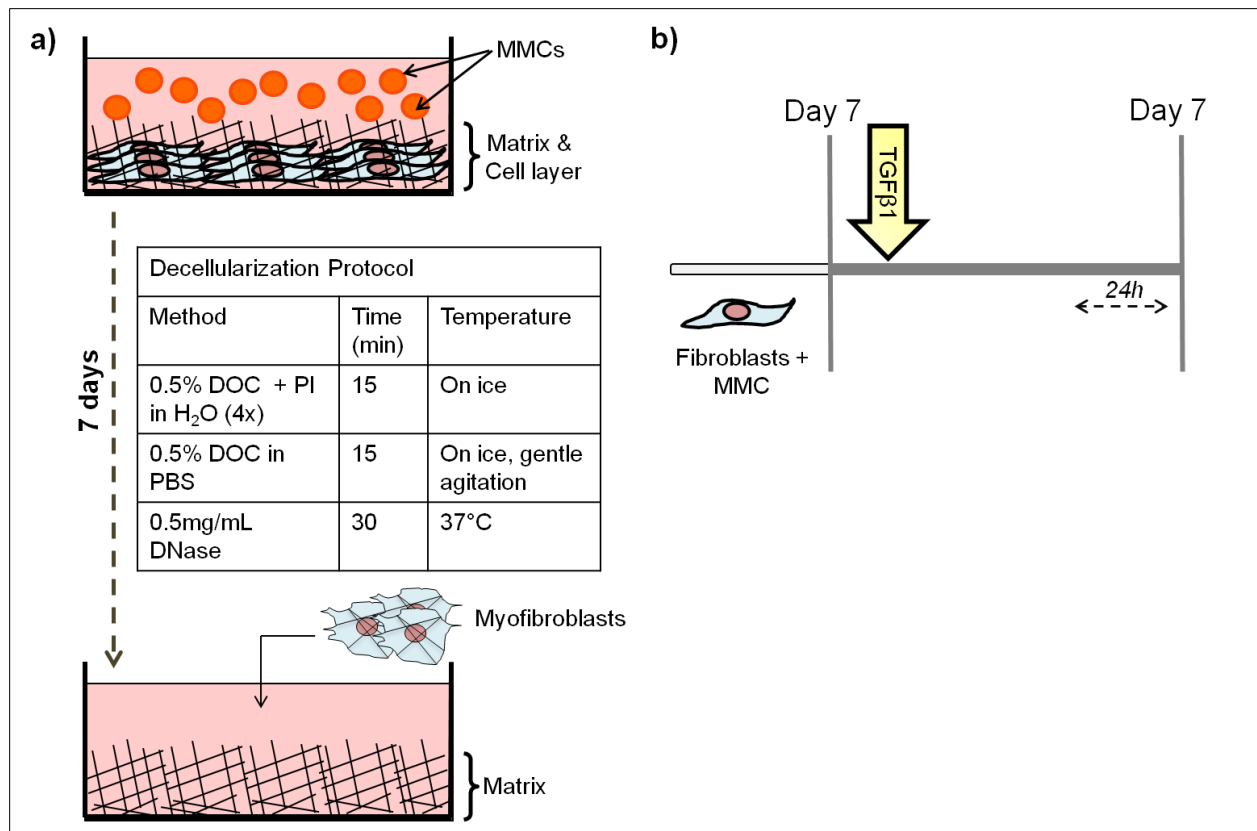 a)
MMCs
Matrix &
Cell layer
7 days
Decellularization Protocol
Method
Time
(min)
Temperature
0.5% DOC + PI
in H₂O (4x)
15
On ice
0.5% DOC in
PBS
15
On ice, gentle
agitation
0.5mg/mL
DNase
30
37°C
Myofibroblasts
Matrix
b)
Day 7
Day 7
TGFβ1
24h
Fibroblasts +
MMC